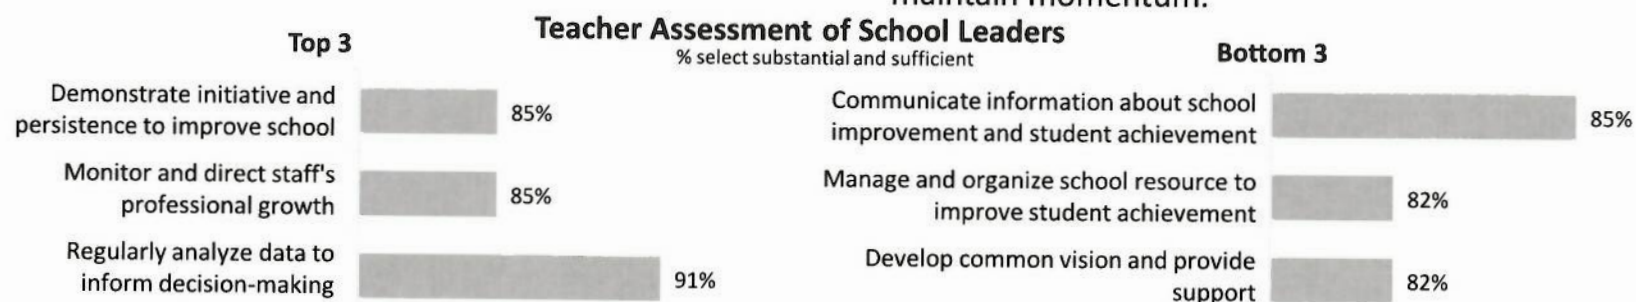 maintain momentum.
Teacher Assessment of School Leaders
% select substantial and sufficient
Top 3
Demonstrate initiative and
persistence to improve school
85%
Monitor and direct staff's
professional growth
85%
Regularly analyze data to
inform decision-making
91%
Bottom 3
Communicate information about school
improvement and student achievement
85%
Manage and organize school resource to
improve student achievement
82%
Develop common vision and provide
support
82%